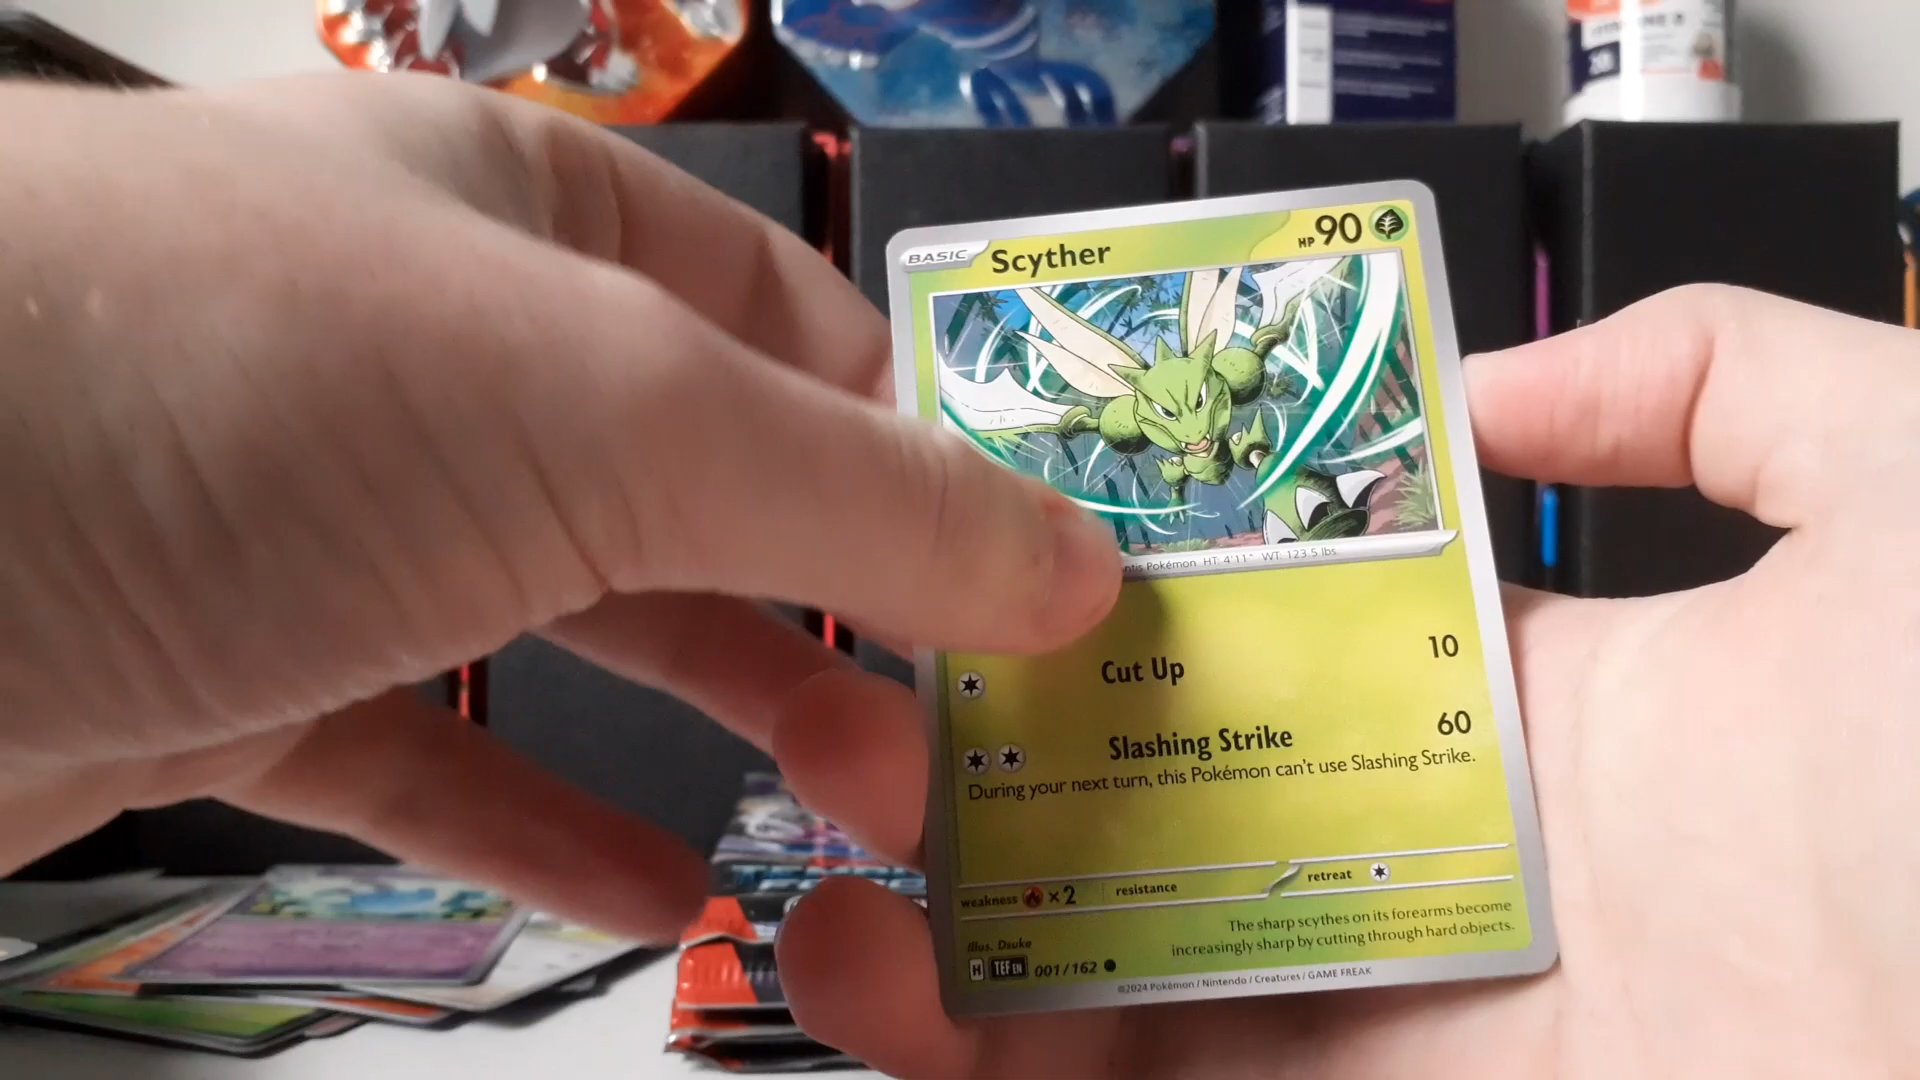 BASIC Scyther HP 90
ntis Pokémon HT: 4'11" WT: 123.5 lbs
Cut Up 10
Slashing Strike 60
During your next turn, this Pokémon can't use Slashing Strike.
weakness ×2 resistance retreat
The sharp scythes on its forearms become
increasingly sharp by cutting through hard objects.
Illus. Dsuke
H TEF EN 001/162
©2024 Pokémon / Nintendo / Creatures / GAME FREAK